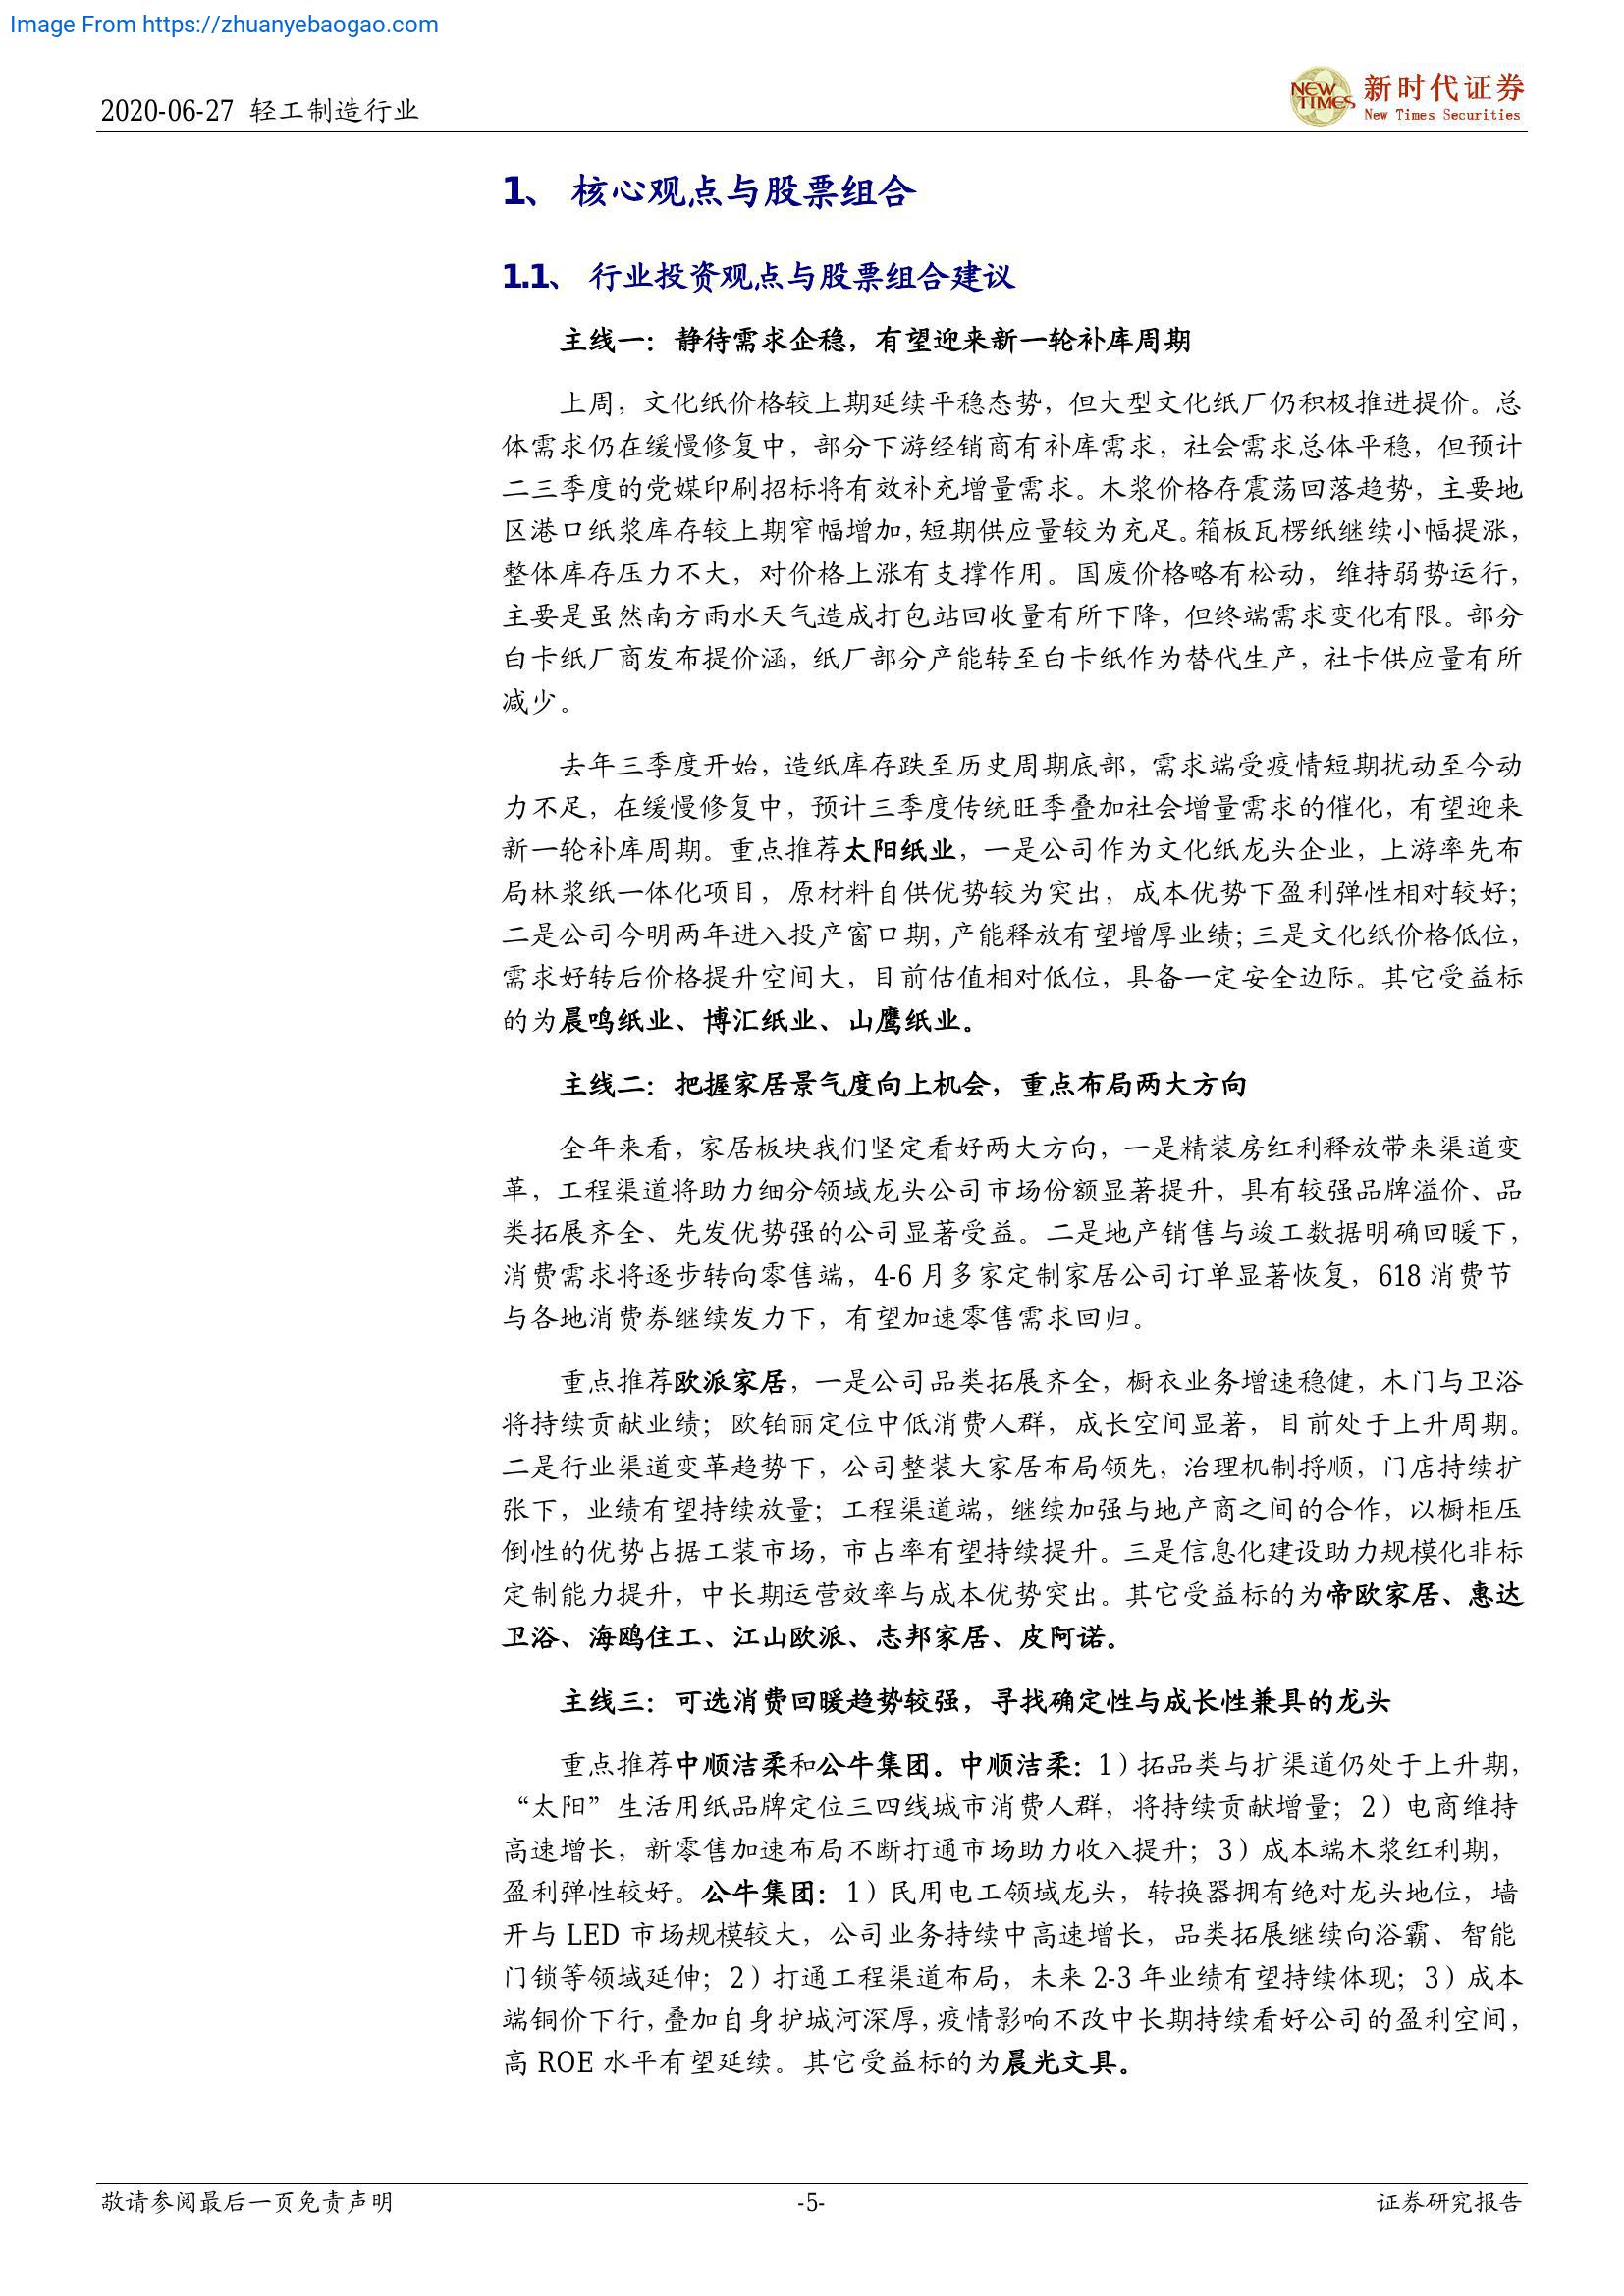 Image From https://zhuanyebaogao.com
2020-06-27 轻工制造行业
NEW TIMES
新时代证券
New Times Securities
1、 核心观点与股票组合
1.1、 行业投资观点与股票组合建议
主线一：静待需求企稳，有望迎来新一轮补库周期
上周，文化纸价格较上期延续平稳态势，但大型文化纸厂仍积极推进提价。总
体需求仍在缓慢修复中，部分下游经销商有补库需求，社会需求总体平稳，但预计
二三季度的党媒印刷招标将有效补充增量需求。木浆价格存震荡回落趋势，主要地
区港口纸浆库存较上期窄幅增加，短期供应量较为充足。箱板瓦楞纸继续小幅提涨，
整体库存压力不大，对价格上涨有支撑作用。国废价格略有松动，维持弱势运行，
主要是虽然南方雨水天气造成打包站回收量有所下降，但终端需求变化有限。部分
白卡纸厂商发布提价涵，纸厂部分产能转至白卡纸作为替代生产，社卡供应量有所
减少。
去年三季度开始，造纸库存跌至历史周期底部，需求端受疫情短期扰动至今动
力不足，在缓慢修复中，预计三季度传统旺季叠加社会增量需求的催化，有望迎来
新一轮补库周期。重点推荐太阳纸业，一是公司作为文化纸龙头企业，上游率先布
局林浆纸一体化项目，原材料自供优势较为突出，成本优势下盈利弹性相对较好；
二是公司今明两年进入投产窗口期，产能释放有望增厚业绩；三是文化纸价格低位，
需求好转后价格提升空间大，目前估值相对低位，具备一定安全边际。其它受益标
的为晨鸣纸业、博汇纸业、山鹰纸业。
主线二：把握家居景气度向上机会，重点布局两大方向
全年来看，家居板块我们坚定看好两大方向，一是精装房红利释放带来渠道变
革，工程渠道将助力细分领域龙头公司市场份额显著提升，具有较强品牌溢价、品
类拓展齐全、先发优势强的公司显著受益。二是地产销售与竣工数据明确回暖下，
消费需求将逐步转向零售端，4-6 月多家定制家居公司订单显著恢复，618 消费节
与各地消费券继续发力下，有望加速零售需求回归。
重点推荐欧派家居，一是公司品类拓展齐全，橱衣业务增速稳健，木门与卫浴
将持续贡献业绩；欧铂丽定位中低消费人群，成长空间显著，目前处于上升周期。
二是行业渠道变革趋势下，公司整装大家居布局领先，治理机制捋顺，门店持续扩
张下，业绩有望持续放量；工程渠道端，继续加强与地产商之间的合作，以橱柜压
倒性的优势占据工装市场，市占率有望持续提升。三是信息化建设助力规模化非标
定制能力提升，中长期运营效率与成本优势突出。其它受益标的为帝欧家居、惠达
卫浴、海鸥住工、江山欧派、志邦家居、皮阿诺。
主线三：可选消费回暖趋势较强，寻找确定性与成长性兼具的龙头
重点推荐中顺洁柔和公牛集团。中顺洁柔：1）拓品类与扩渠道仍处于上升期，
“太阳”生活用纸品牌定位三四线城市消费人群，将持续贡献增量；2）电商维持
高速增长，新零售加速布局不断打通市场助力收入提升；3）成本端木浆红利期，
盈利弹性较好。公牛集团：1）民用电工领域龙头，转换器拥有绝对龙头地位，墙
开与 LED 市场规模较大，公司业务持续中高速增长，品类拓展继续向浴霸、智能
门锁等领域延伸；2）打通工程渠道布局，未来 2-3 年业绩有望持续体现；3）成本
端铜价下行，叠加自身护城河深厚，疫情影响不改中长期持续看好公司的盈利空间，
高 ROE 水平有望延续。其它受益标的为晨光文具。
敬请参阅最后一页免责声明
-5-
证券研究报告